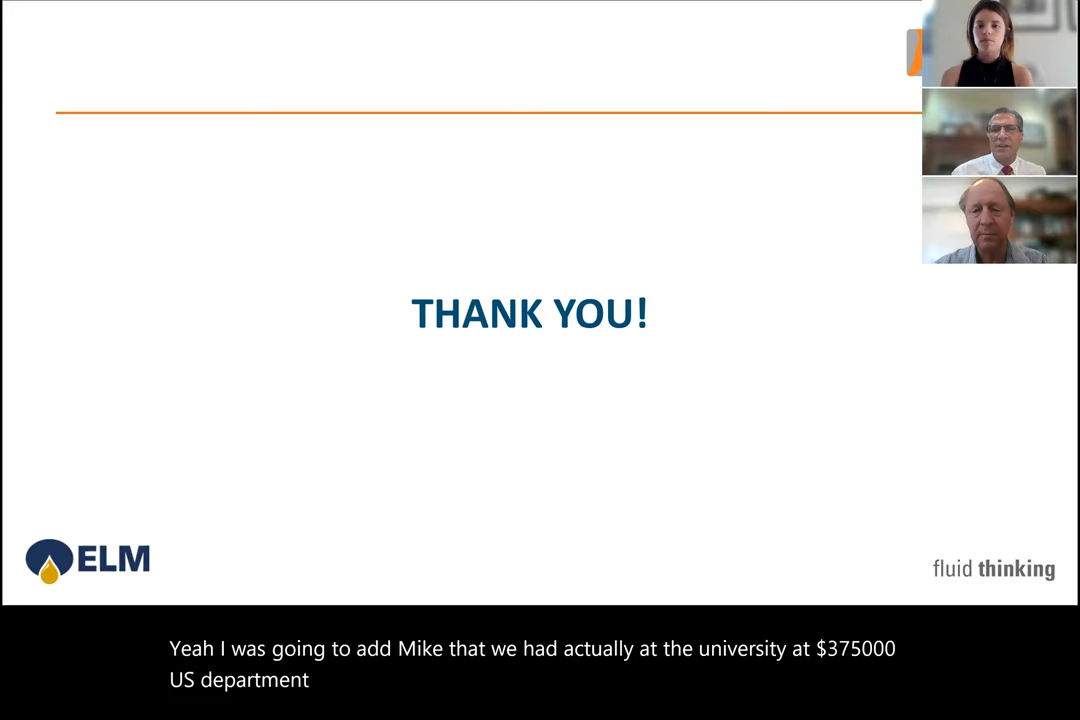 THANK YOU!
ELM
fluid thinking
Yeah I was going to add Mike that we had actually at the university at $375000
US department